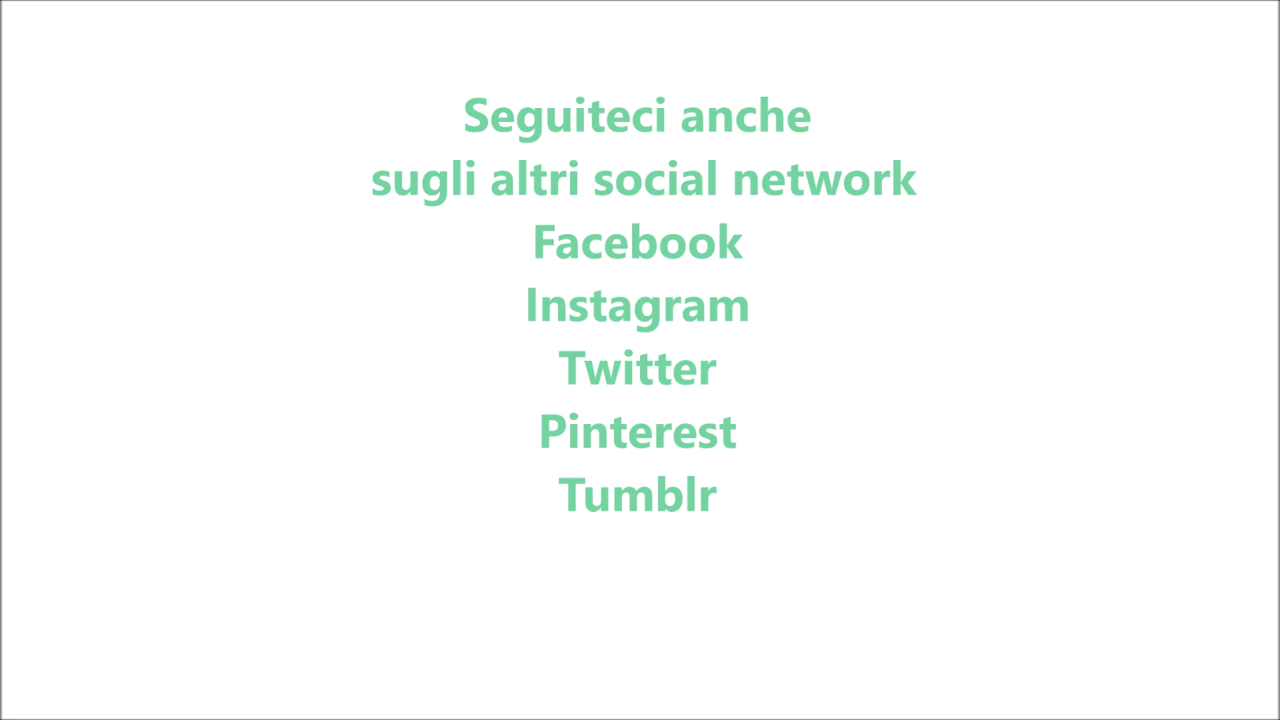 Seguiteci anche
sugli altri social network
Facebook
Instagram
Twitter
Pinterest
Tumblr